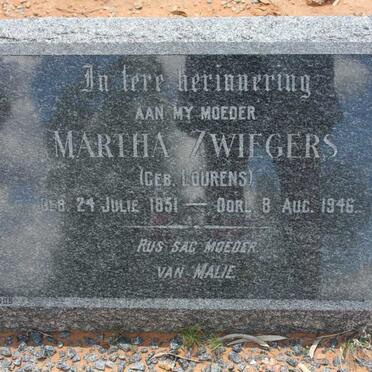 In tere herinnering
AAN MY MOEDER
MARTHA ZWIEGERS
(GEB. LOURENS)
GEB. 24 JULIE 1851 — OORL. 8 AUG. 1946.
RUS SAG MOEDER
VAN MALIE.